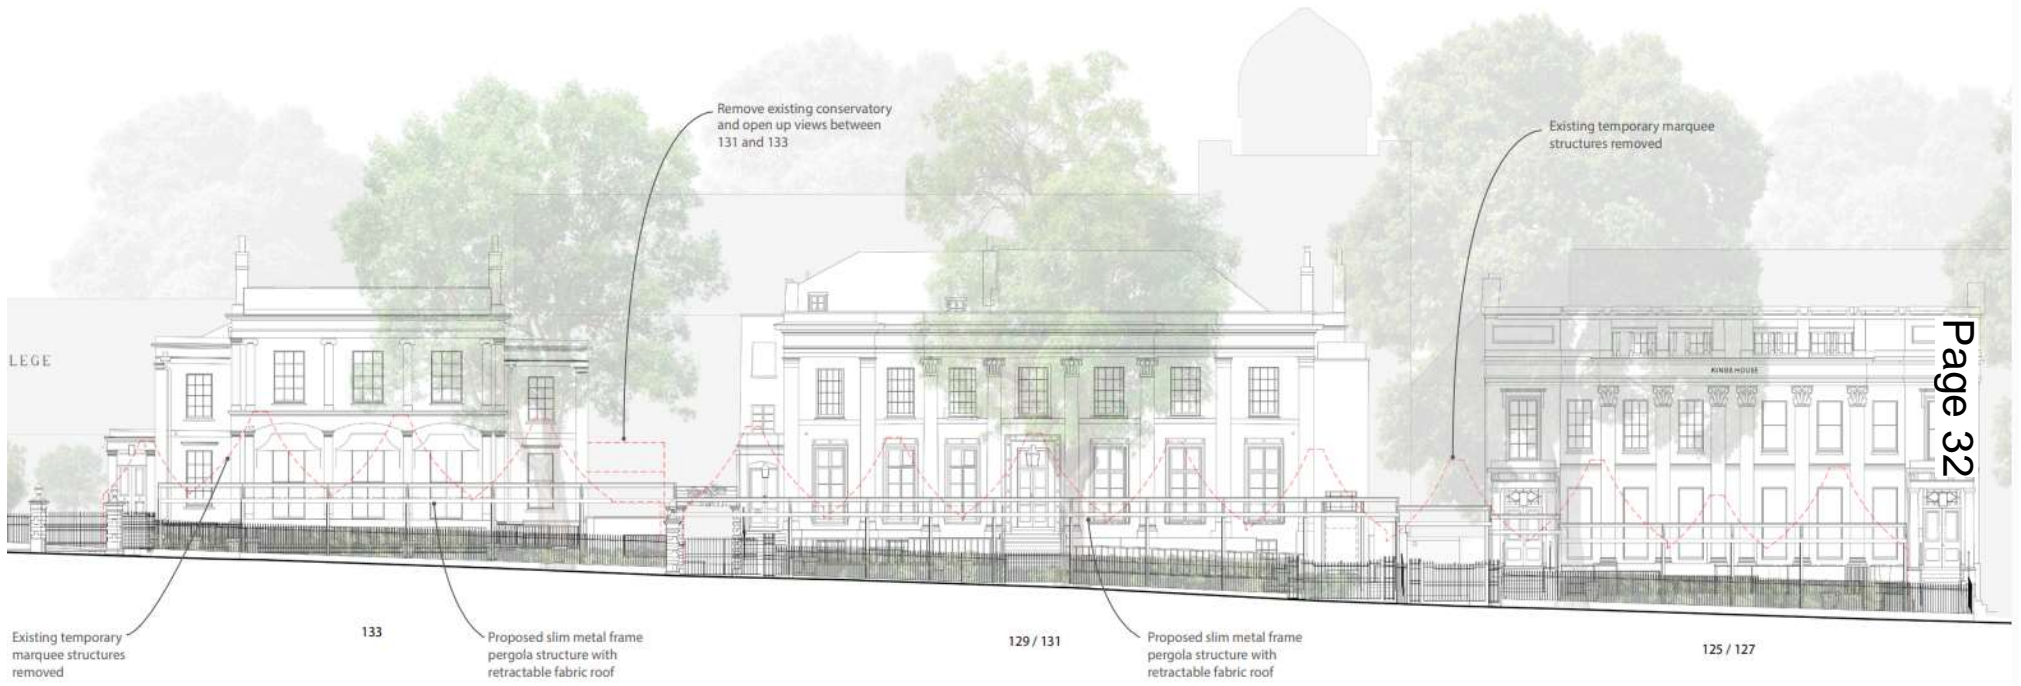 Remove existing conservatory
and open up views between
131 and 133
Existing temporary marquee
structures removed
LEGE
KINGS HOUSE
Page 32
Existing temporary
marquee structures
removed
133
Proposed slim metal frame
pergola structure with
retractable fabric roof
129 / 131
Proposed slim metal frame
pergola structure with
retractable fabric roof
125 / 127